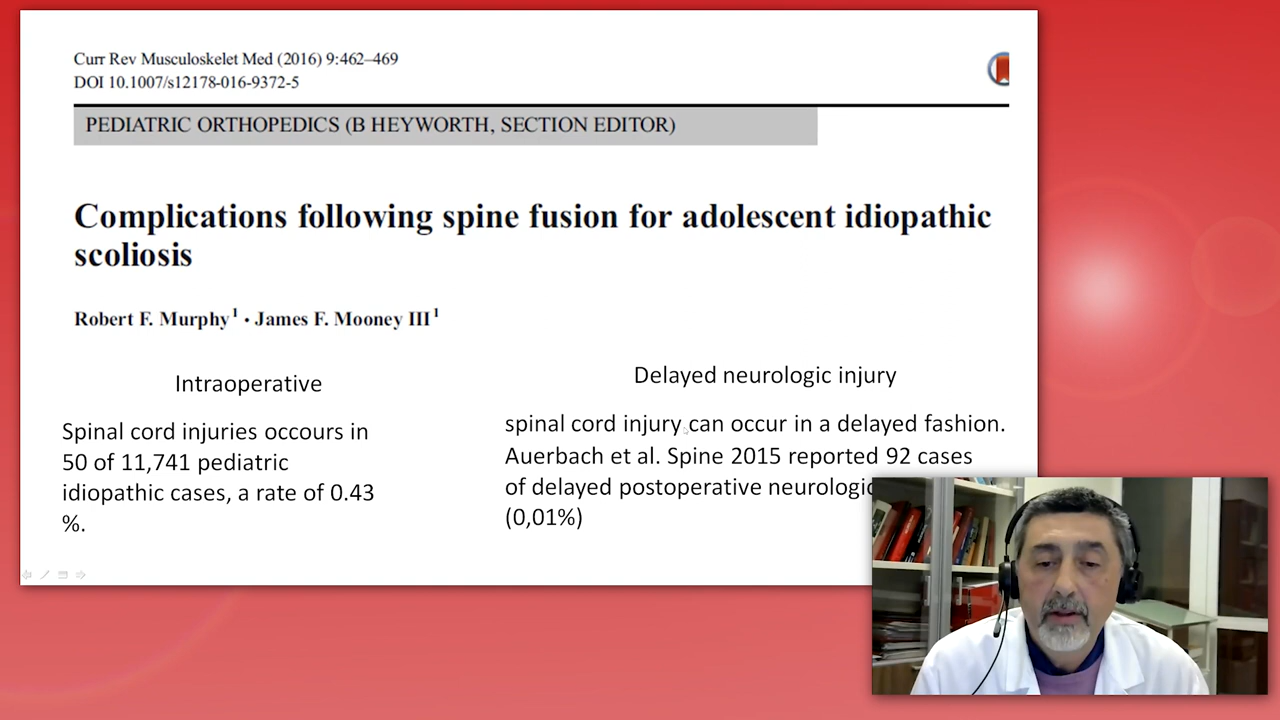 Curr Rev Musculoskelet Med (2016) 9:462–469
DOI 10.1007/s12178-016-9372-5
PEDIATRIC ORTHOPEDICS (B HEYWORTH, SECTION EDITOR)
Complications following spine fusion for adolescent idiopathic
scoliosis
Robert F. Murphy1 · James F. Mooney III1
Intraoperative
Spinal cord injuries occours in
50 of 11,741 pediatric
idiopathic cases, a rate of 0.43
%.
Delayed neurologic injury
spinal cord injury can occur in a delayed fashion.
Auerbach et al. Spine 2015 reported 92 cases
of delayed postoperative neurologic
(0,01%)